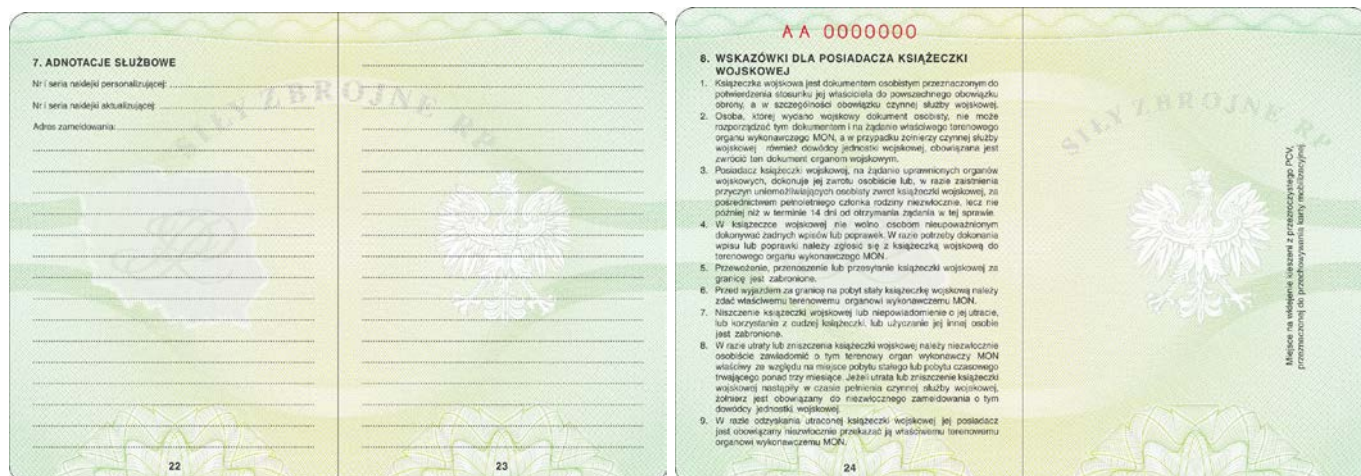 7. ADNOTACJE SŁUŻBOWE
Nr i seria naklejki personalizującej:
Nr i seria naklejki aktualizującej:
Adres zameldowania:
SIŁY ZBROJNE RP
22
23
AA 0000000
8. WSKAZÓWKI DLA POSIADACZA KSIĄŻECZKI
WOJSKOWEJ
1. Książeczka wojskowa jest dokumentem osobistym przeznaczonym do
potwierdzenia stosunku jej właściciela do powszechnego obowiązku
obrony, a w szczególności obowiązku czynnej służby wojskowej.
2. Osoba, której wydano wojskowy dokument osobisty, nie może
rozporządzać tym dokumentem i na żądanie właściwego terenowego
organu wykonawczego MON, a w przypadku żołnierzy czynnej służby
wojskowej również dowódcy jednostki wojskowej, obowiązana jest
zwrócić ten dokument organom wojskowym.
3. Posiadacz książeczki wojskowej, na żądanie uprawnionych organów
wojskowych, dokonuje jej zwrotu osobiście lub, w razie zaistnienia
przyczyn uniemożliwiających osobisty zwrot książeczki wojskowej, za
pośrednictwem pełnoletniego członka rodziny niezwłocznie, lecz nie
później niż w terminie 14 dni od otrzymania żądania w tej sprawie.
4. W książeczce wojskowej nie wolno osobom nieupoważnionym
dokonywać żadnych wpisów lub poprawek. W razie potrzeby dokonania
wpisu lub poprawki należy zgłosić się z książeczką wojskową do
terenowego organu wykonawczego MON.
5. Przewożenie, przenoszenie lub przesyłanie książeczki wojskowej za
granicę jest zabronione.
6. Przed wyjazdem za granicę na pobyt stały książeczkę wojskową należy
zdać właściwemu terenowemu organowi wykonawczemu MON.
7. Niszczenie książeczki wojskowej lub niepowiadomienie o jej utracie,
lub korzystanie z cudzej książeczki, lub użyczanie jej innej osobie
jest zabronione.
8. W razie utraty lub zniszczenia książeczki wojskowej należy niezwłocznie
osobiście zawiadomić o tym terenowy organ wykonawczy MON
właściwy ze względu na miejsce pobytu stałego lub pobytu czasowego
trwającego ponad trzy miesiące. Jeżeli utrata lub zniszczenie książeczki
wojskowej nastąpiły w czasie pełnienia czynnej służby wojskowej,
żołnierz jest obowiązany do niezwłocznego zameldowania o tym
dowódcy jednostki wojskowej.
9. W razie odzyskania utraconej książeczki wojskowej jej posiadacz
jest obowiązany niezwłocznie przekazać ją właściwemu terenowemu
organowi wykonawczemu MON.
24
SIŁY ZBROJNE RP
Miejsce na wklejenie kieszeni z przezroczystego PCV,
przeznaczonej do przechowywania karty mobilizacyjnej.